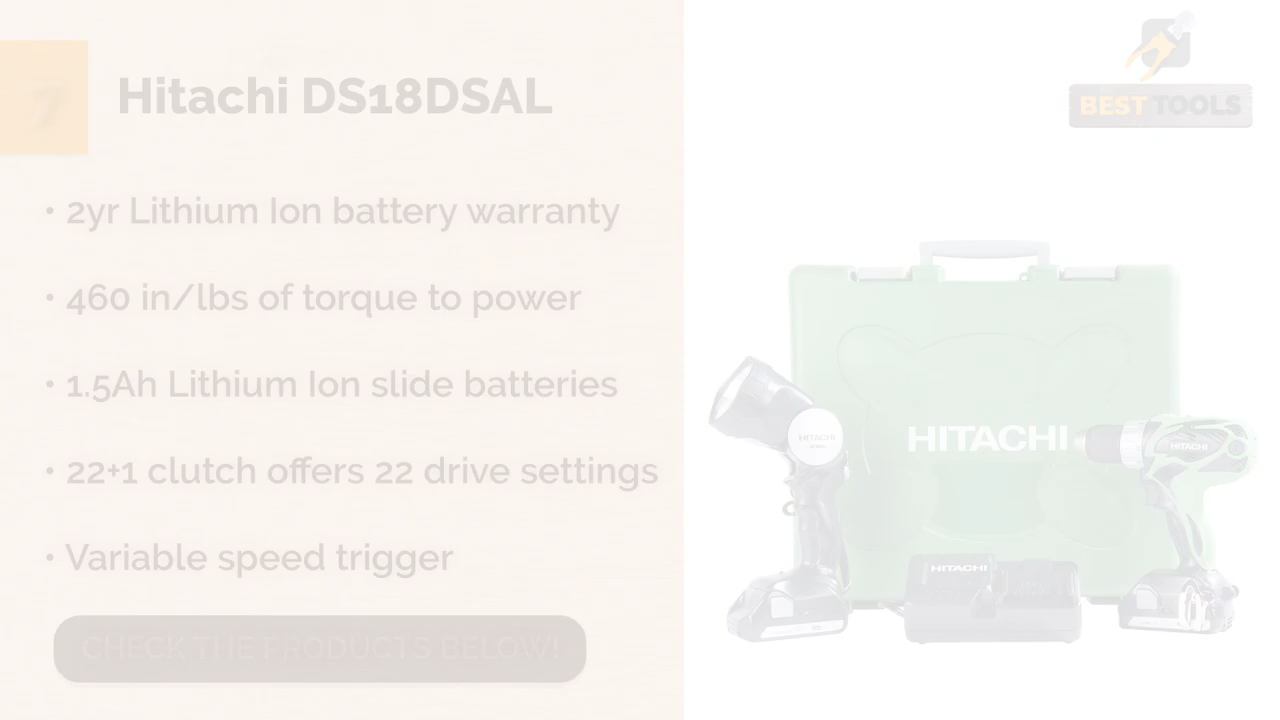 7
Hitachi DS18DSAL
BEST TOOLS
• 2yr Lithium Ion battery warranty
• 460 in/lbs of torque to power
• 1.5Ah Lithium Ion slide batteries
• 22+1 clutch offers 22 drive settings
• Variable speed trigger
CHECK THE PRODUCTS BELOW!
HITACHI
HITACHI
HITACHI
HITACHI